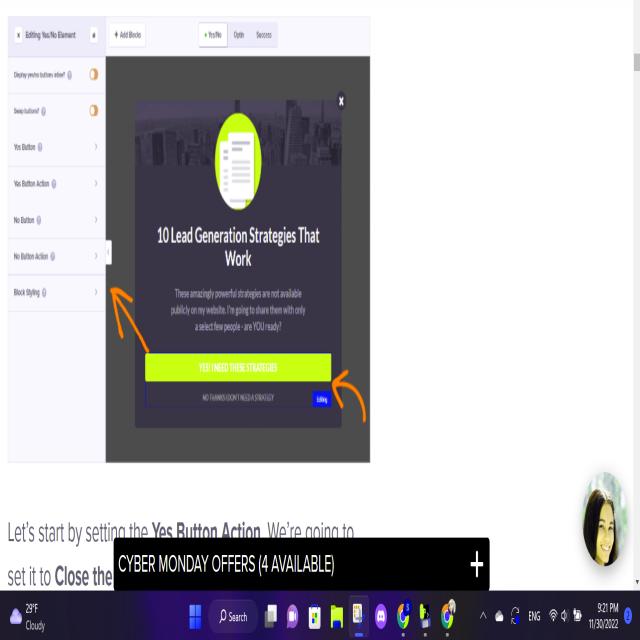 Editing Yes/No Element
+ Add Blocks
Yes/No
Optin
Success
Display yes/no buttons inline?
Swap buttons?
Yes Button
Yes Button Action
No Button
No Button Action
Block Styling
X
10 Lead Generation Strategies That
Work
These amazingly powerful strategies are not available
publicly on my website. I'm going to share them with only
a select few people - are YOU ready?
YES! I NEED THESE STRATEGIES
NO THANKS I DON'T NEED A STRATEGY
Editing
Let's start by setting the Yes Button Action. We're going to
set it to Close the
CYBER MONDAY OFFERS (4 AVAILABLE)
+
29°F
Cloudy
Search
ENG
9:21 PM
11/30/2022